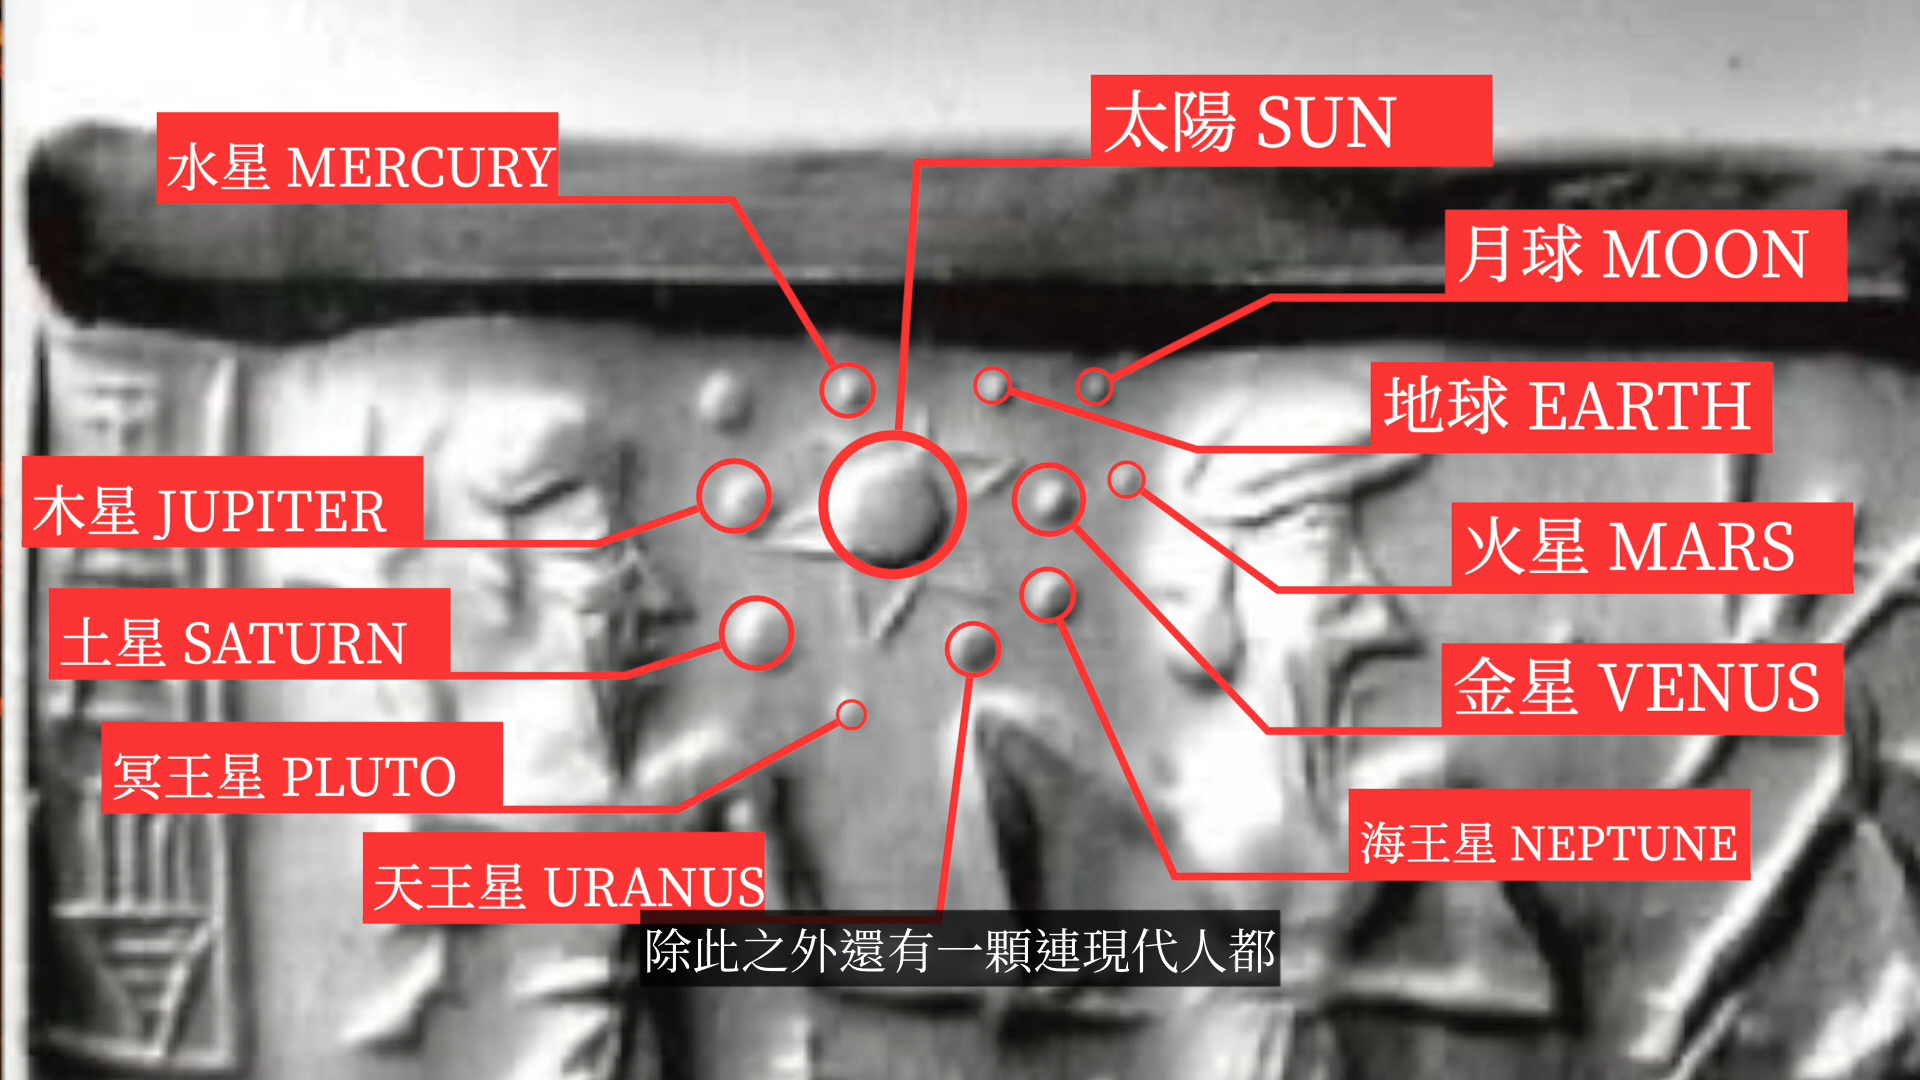 太陽 SUN
水星 MERCURY
月球 MOON
地球 EARTH
木星 JUPITER
火星 MARS
土星 SATURN
金星 VENUS
冥王星 PLUTO
海王星 NEPTUNE
天王星 URANUS
除此之外還有一顆連現代人都